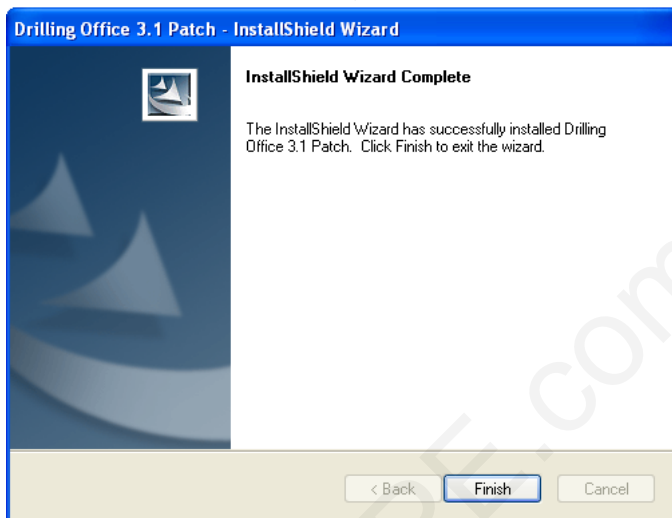 Drilling Office 3.1 Patch - InstallShield Wizard
InstallShield Wizard Complete
The InstallShield Wizard has successfully installed Drilling
Office 3.1 Patch. Click Finish to exit the wizard.
< Back
Finish
Cancel